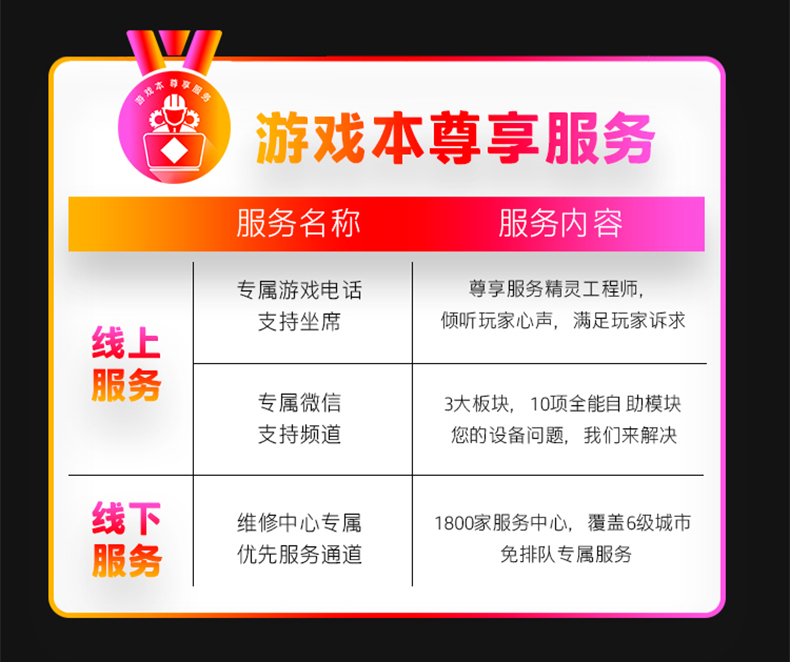 游戏本 尊享服务
游戏本尊享服务
服务名称
服务内容
线上
服务
专属游戏电话
支持坐席
尊享服务精灵工程师，
倾听玩家心声，满足玩家诉求
专属微信
支持频道
3大板块，10项全能自助模块
您的设备问题，我们来解决
线下
服务
维修中心专属
优先服务通道
1800家服务中心，覆盖6级城市
免排队专属服务